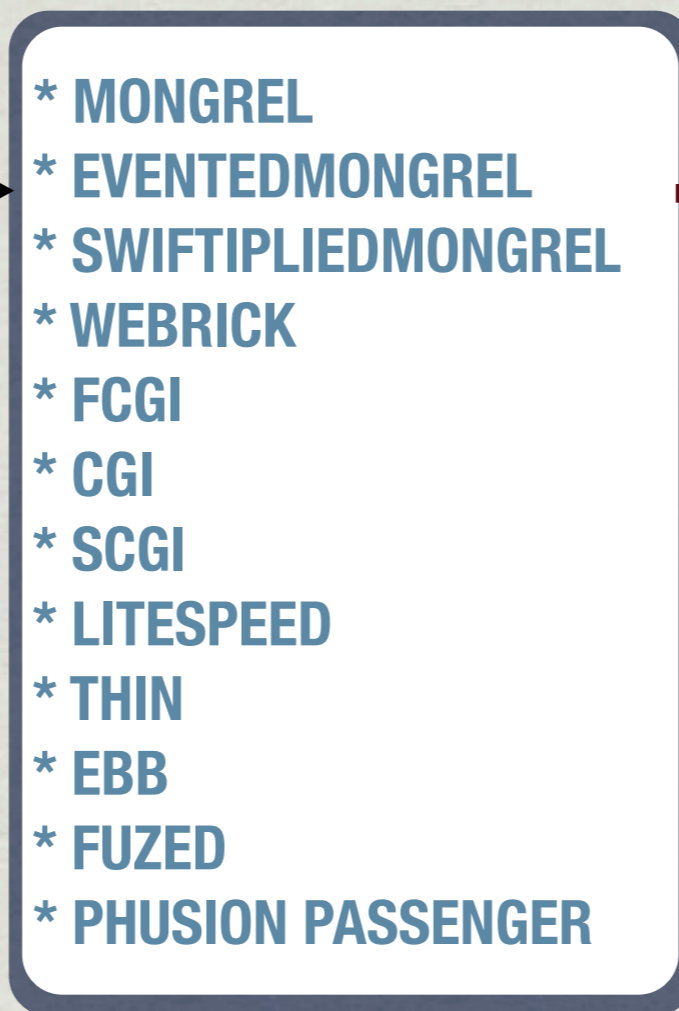 * MONGREL
* EVENTEDMONGREL
* SWIFTIPLIEDMONGREL
* WEBRICK
* FCGI
* CGI
* SCGI
* LITESPEED
* THIN
* EBB
* FUZED
* PHUSION PASSENGER